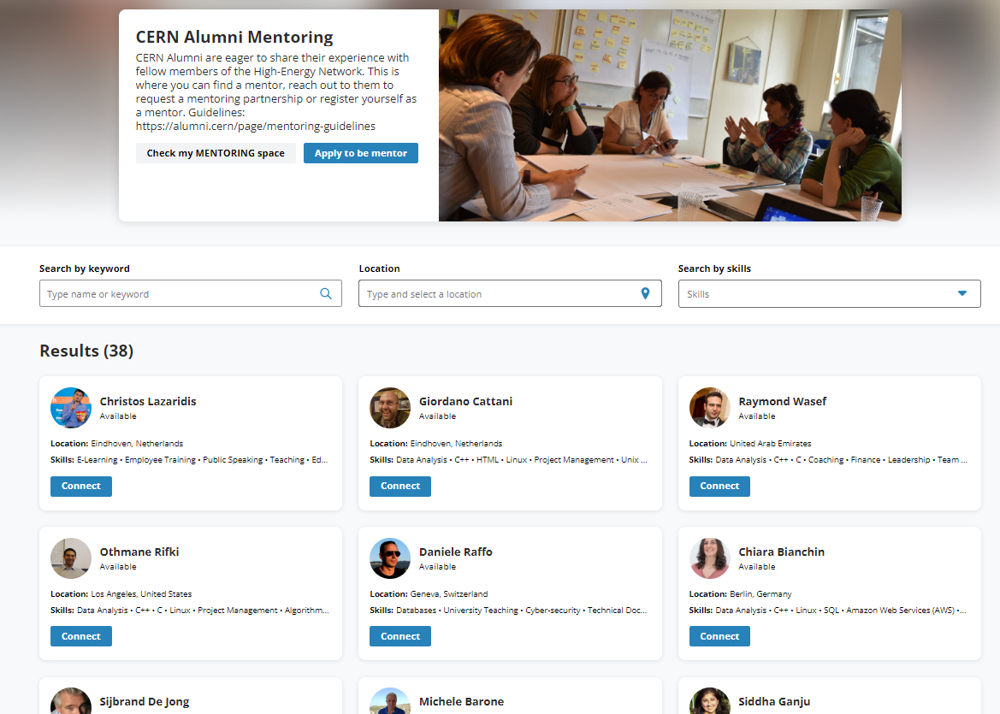 CERN Alumni Mentoring
CERN Alumni are eager to share their experience with
fellow members of the High-Energy Network. This is
where you can find a mentor, reach out to them to
request a mentoring partnership or register yourself as
a mentor. Guidelines:
https://alumni.cern/page/mentoring-guidelines
Check my MENTORING space
Apply to be mentor
Search by keyword
Type name or keyword
Location
Type and select a location
Search by skills
Skills
Results (38)
Christos Lazaridis
Available
Location: Eindhoven, Netherlands
Skills: E-Learning • Employee Training • Public Speaking • Teaching • Ed...
Connect
Giordano Cattani
Available
Location: Eindhoven, Netherlands
Skills: Data Analysis • C++ • HTML • Linux • Project Management • Unix ...
Connect
Raymond Wasef
Available
Location: United Arab Emirates
Skills: Data Analysis • C++ • C • Coaching • Finance • Leadership • Team ...
Connect
Othmane Rifki
Available
Location: Los Angeles, United States
Skills: Data Analysis • C++ • C • Linux • Project Management • Algorithm...
Connect
Daniele Raffo
Available
Location: Geneva, Switzerland
Skills: Databases • University Teaching • Cyber-security • Technical Doc...
Connect
Chiara Bianchin
Available
Location: Berlin, Germany
Skills: Data Analysis • C++ • Linux • SQL • Amazon Web Services (AWS) •...
Connect
Sijbrand De Jong
Michele Barone
Siddha Ganju